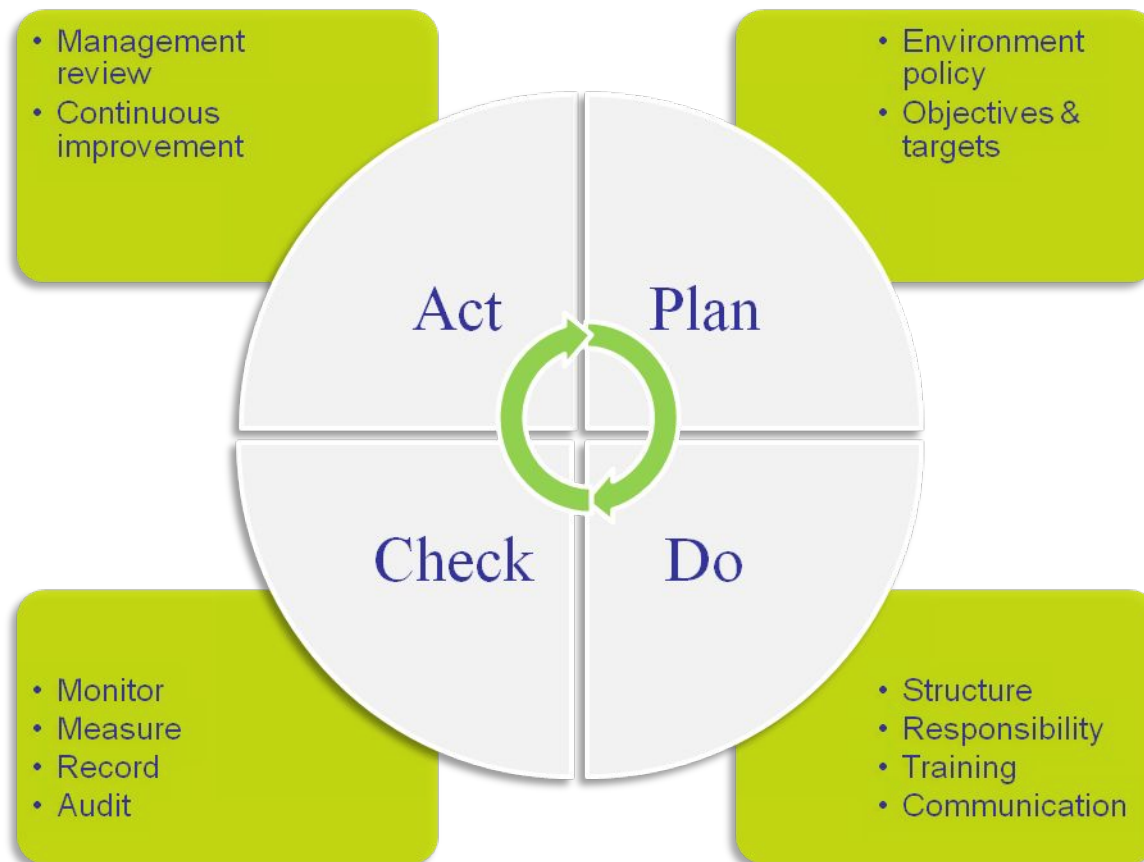 • Management
review
• Continuous
improvement
• Environment
policy
• Objectives &
targets
Act
Plan
Check
Do
• Monitor
• Measure
• Record
• Audit
• Structure
• Responsibility
• Training
• Communication